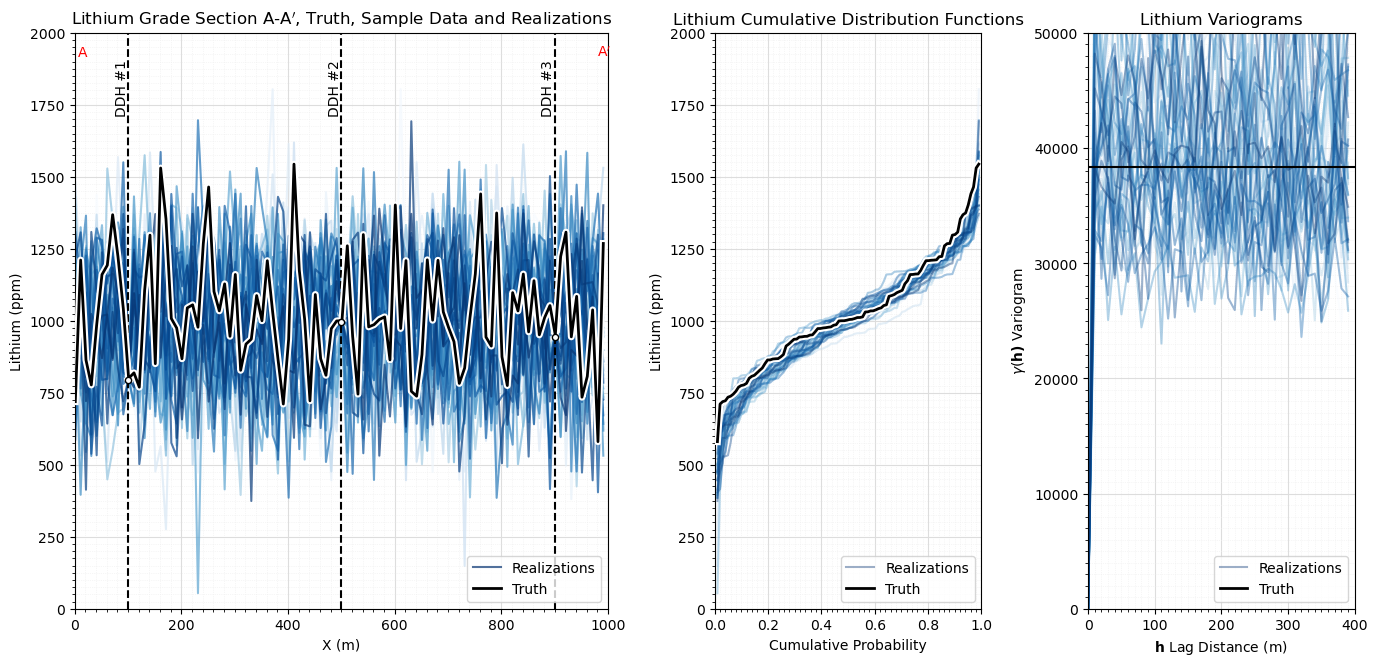 Lithium Grade Section A-A′, Truth, Sample Data and Realizations
A
A
DDH #1
DDH #2
DDH #3
2000
1750
1500
1250
1000
750
500
250
0
Lithium (ppm)
0
200
400
600
800
1000
X (m)
Realizations
Truth
Lithium Cumulative Distribution Functions
2000
1750
1500
1250
1000
750
500
250
0
Lithium (ppm)
0.0
0.2
0.4
0.6
0.8
1.0
Cumulative Probability
Realizations
Truth
Lithium Variograms
50000
40000
30000
20000
10000
0
γ(h) Variogram
0
100
200
300
400
h Lag Distance (m)
Realizations
Truth